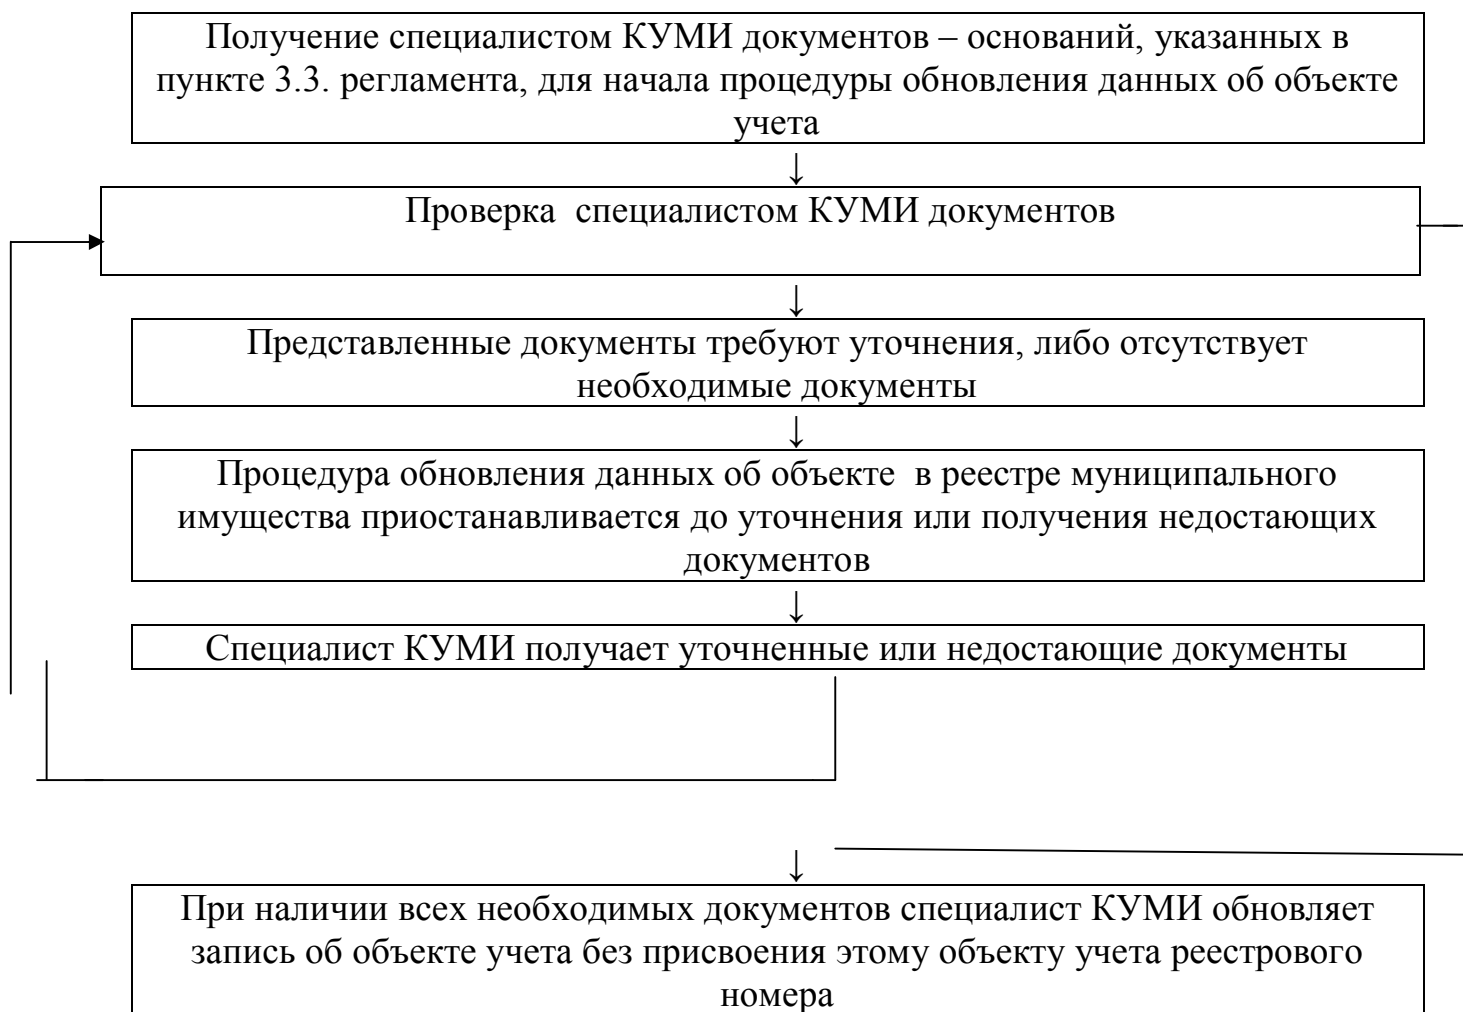 Получение специалистом КУМИ документов – оснований, указанных в
пункте 3.3. регламента, для начала процедуры обновления данных об объекте
учета
↓
Проверка  специалистом КУМИ документов
↓
Представленные документы требуют уточнения, либо отсутствует
необходимые документы
↓
Процедура обновления данных об объекте  в реестре муниципального
имущества приостанавливается до уточнения или получения недостающих
документов
↓
Специалист КУМИ получает уточненные или недостающие документы
↓
При наличии всех необходимых документов специалист КУМИ обновляет
запись об объекте учета без присвоения этому объекту учета реестрового
номера